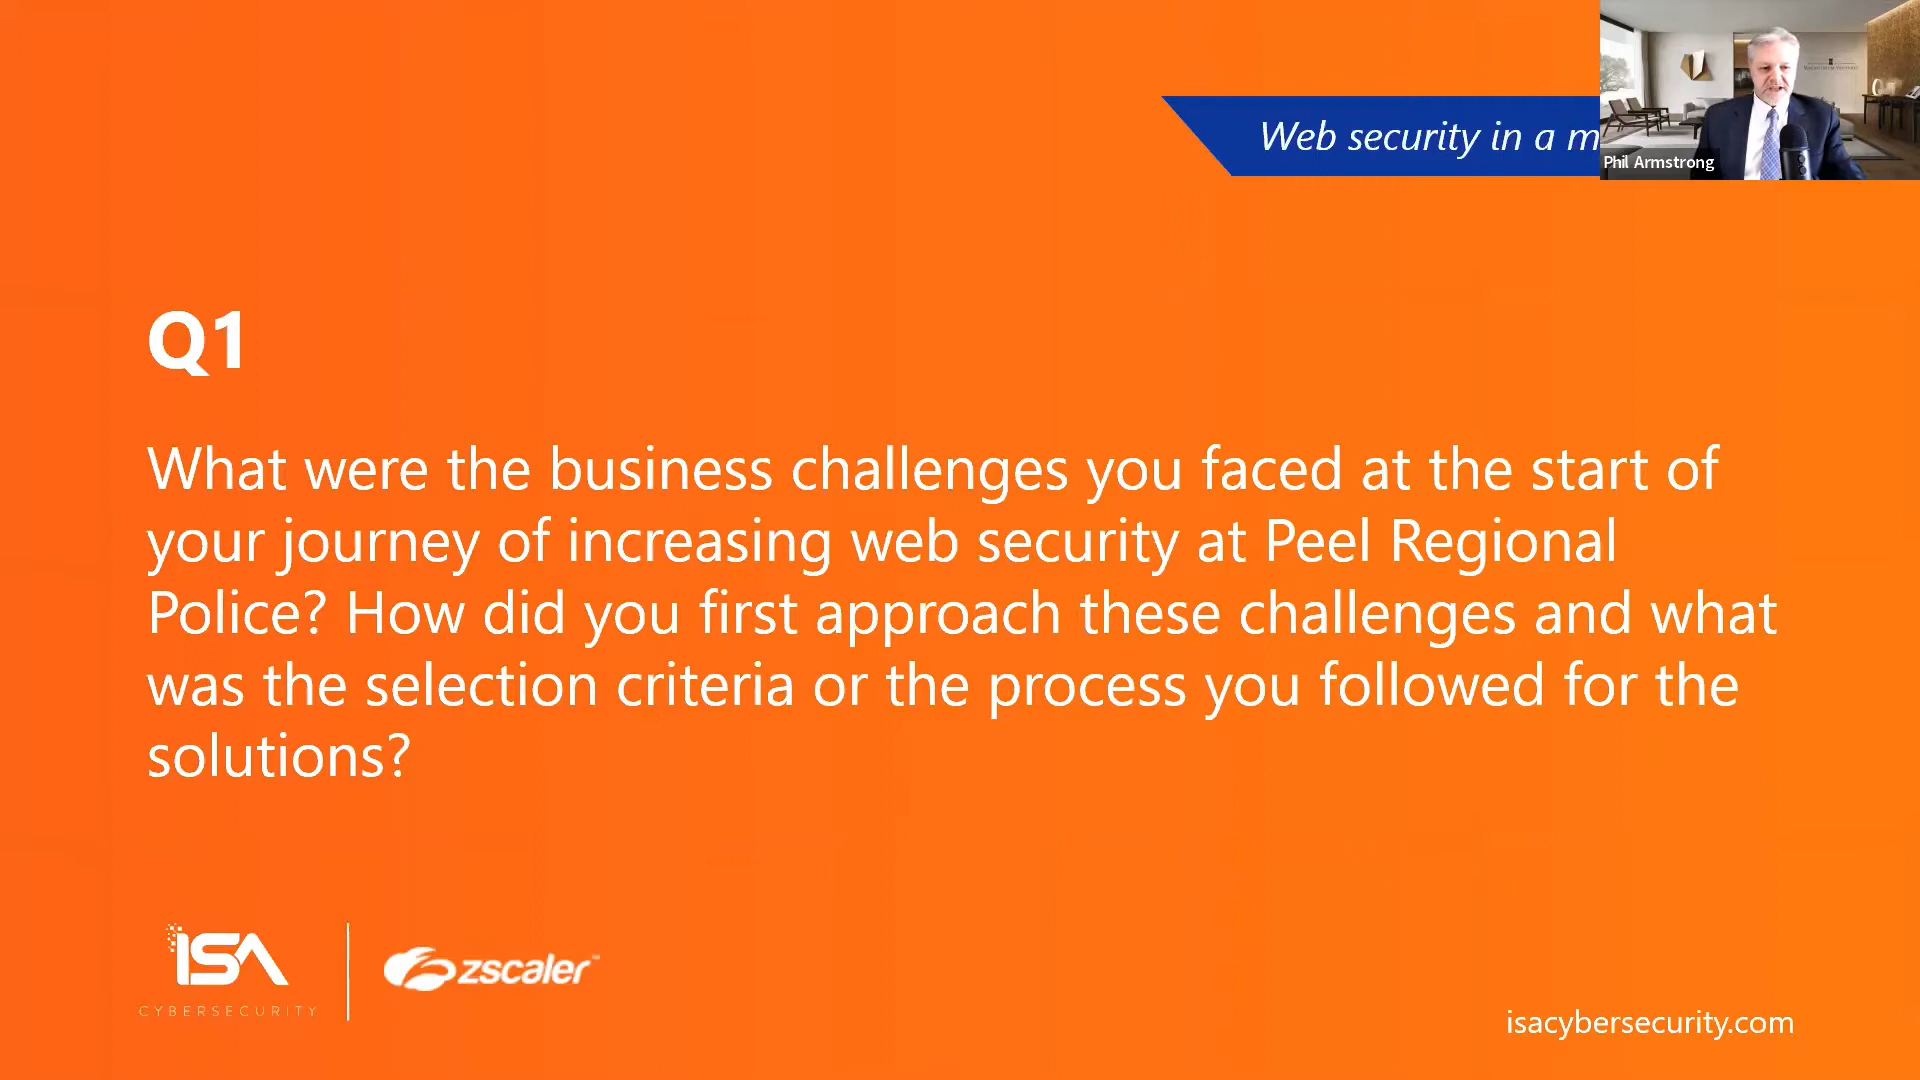 Web security in a m
Phil Armstrong
Q1
What were the business challenges you faced at the start of
your journey of increasing web security at Peel Regional
Police? How did you first approach these challenges and what
was the selection criteria or the process you followed for the
solutions?
ISA
CYBERSECURITY
zscaler™
isacybersecurity.com